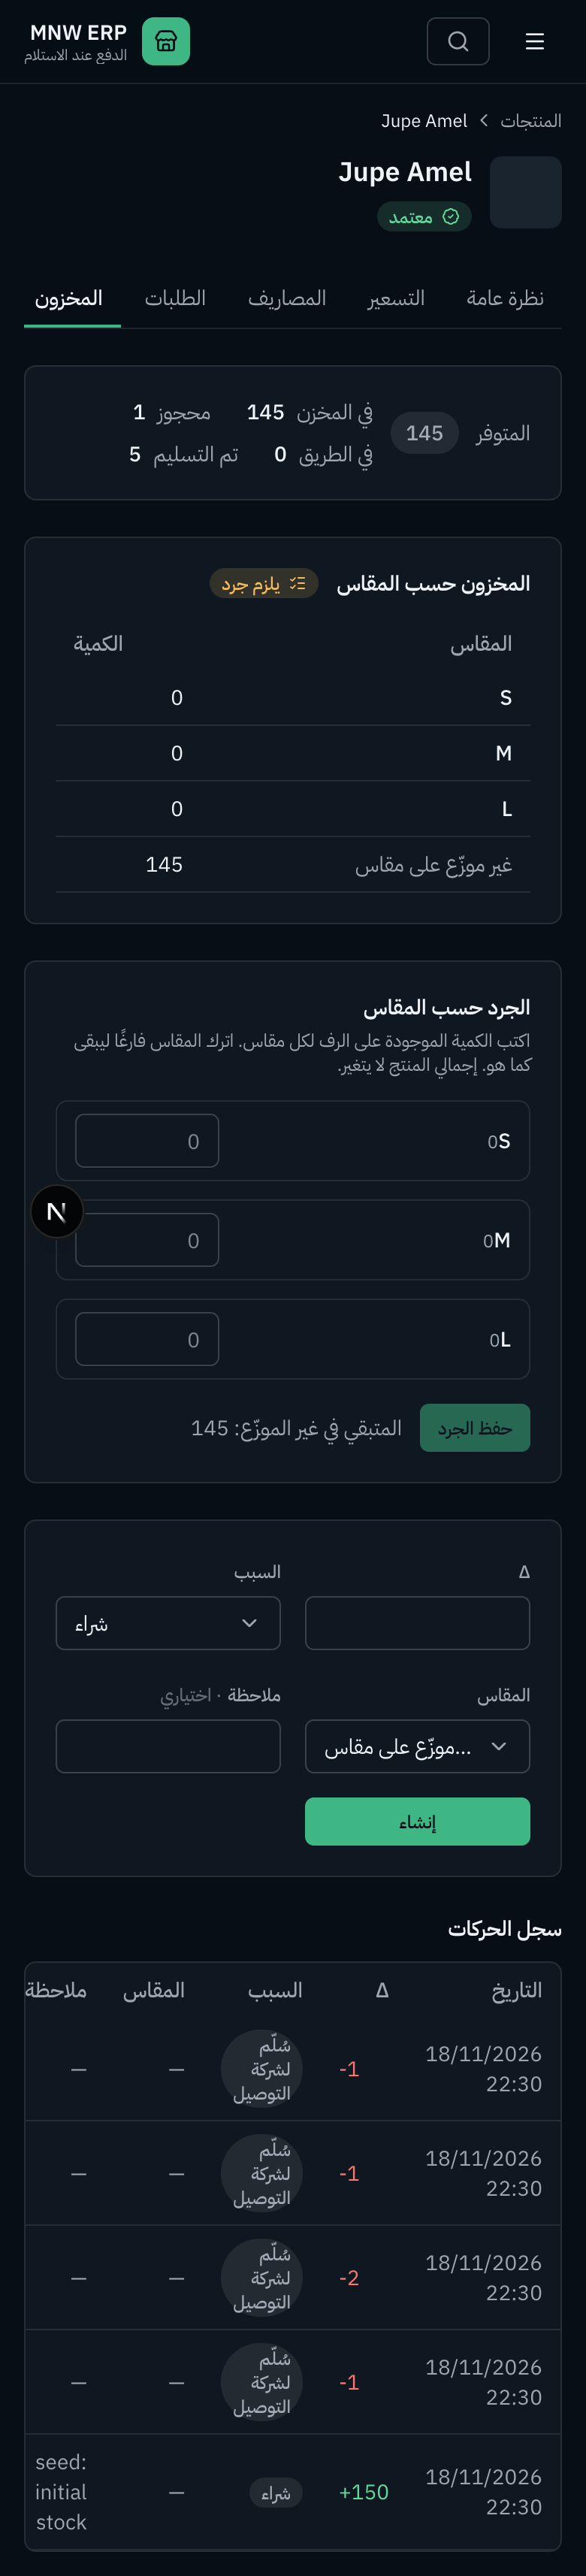 MNW ERP
الدفع عند الاستلام
المنتجات
Jupe Amel
Jupe Amel
معتمد
نظرة عامة
التسعير
المصاريف
الطلبات
المخزون
المتوفر 145
في المخزن 145
محجوز 1
في الطريق 0
تم التسليم 5
المخزون حسب المقاس
يلزم جرد
المقاس
الكمية
S 0
M 0
L 0
غير موزّع على مقاس 145
الجرد حسب المقاس
اكتب الكمية الموجودة على الرف لكل مقاس. اترك المقاس فارغًا ليبقى
كما هو. إجمالي المنتج لا يتغير.
S 0 0
M 0 0
L 0 0
N
حفظ الجرد
المتبقي في غير الموزّع: 145
Δ
السبب
شراء
المقاس
ملاحظة · اختياري
...موزّع على مقاس
إنشاء
سجل الحركات
التاريخ Δ السبب المقاس ملاحظة
18/11/2026 22:30 -1 سُلّم لشركة التوصيل — —
18/11/2026 22:30 -1 سُلّم لشركة التوصيل — —
18/11/2026 22:30 -2 سُلّم لشركة التوصيل — —
18/11/2026 22:30 -1 سُلّم لشركة التوصيل — —
18/11/2026 22:30 +150 شراء — seed: initial stock